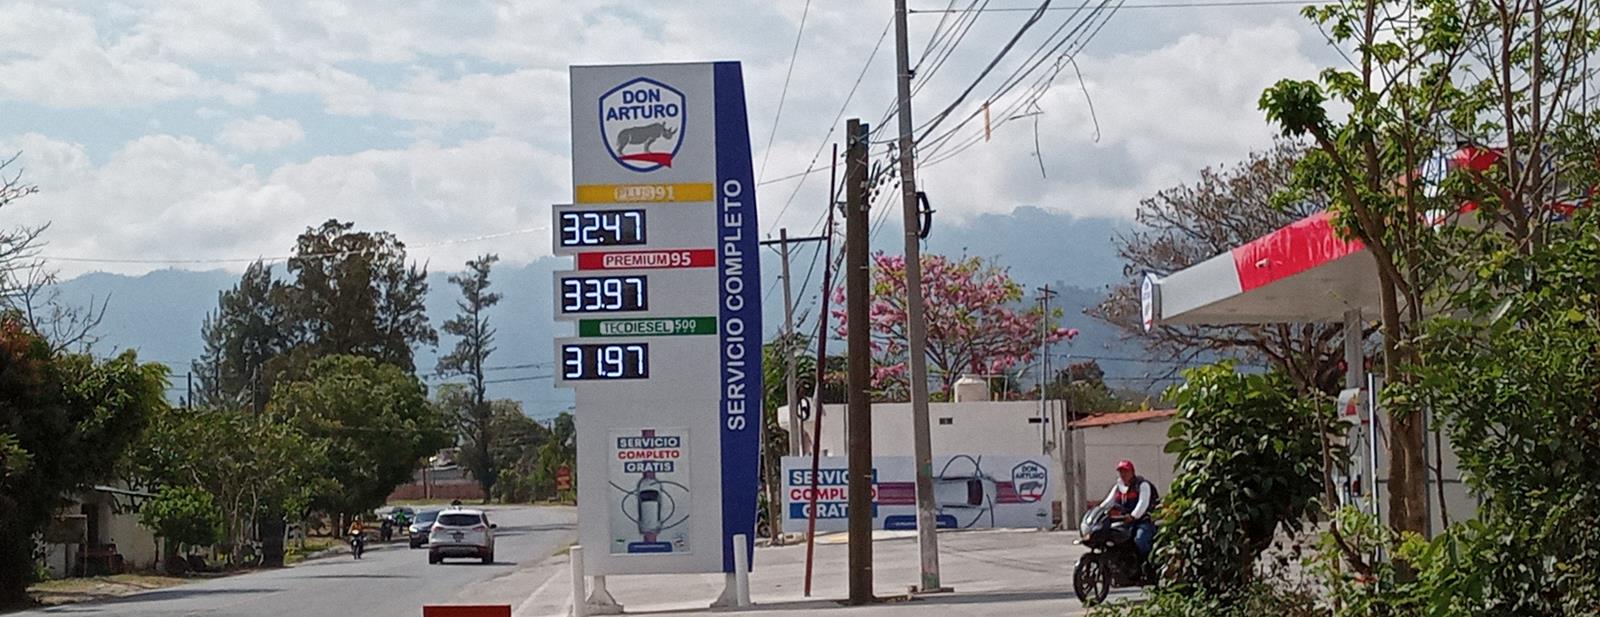 DON
ARTURO
PLUS 91
32.47
PREMIUM 95
33.97
TECDIESEL 500
31.97
SERVICIO COMPLETO
SERVICIO
COMPLETO
GRATIS
SERVICIO
COMPLETO
GRATIS
DON
ARTURO